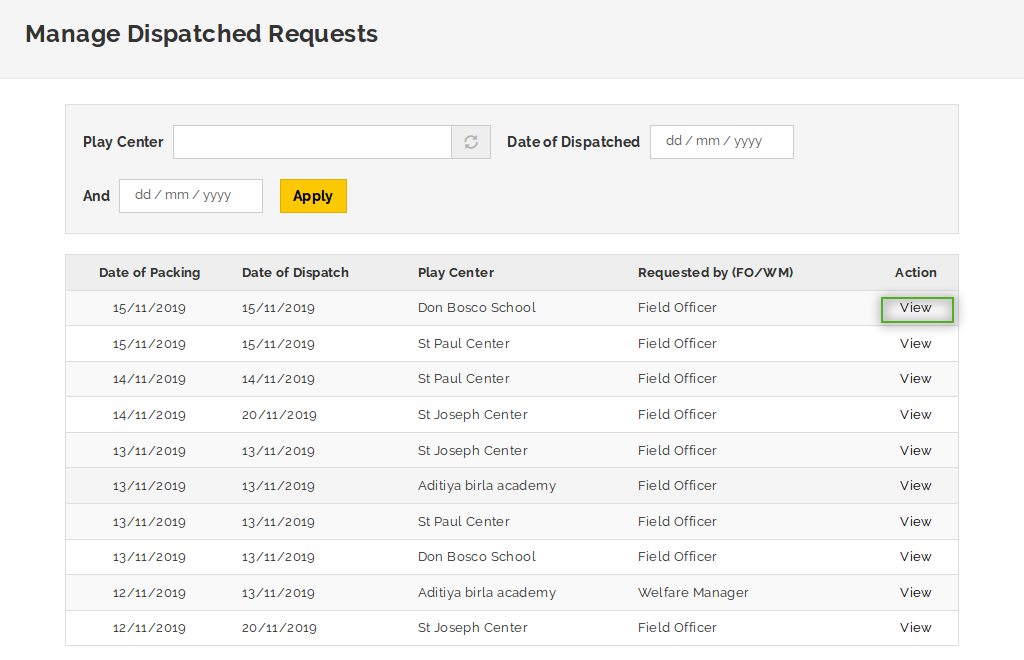 Manage Dispatched Requests
Play Center Date of Dispatched dd / mm / yyyy
And dd / mm / yyyy Apply
Date of Packing Date of Dispatch Play Center Requested by (FO/WM) Action
15/11/2019 15/11/2019 Don Bosco School Field Officer View
15/11/2019 15/11/2019 St Paul Center Field Officer View
14/11/2019 14/11/2019 St Paul Center Field Officer View
14/11/2019 20/11/2019 St Joseph Center Field Officer View
13/11/2019 13/11/2019 St Joseph Center Field Officer View
13/11/2019 13/11/2019 Aditiya birla academy Field Officer View
13/11/2019 13/11/2019 St Paul Center Field Officer View
13/11/2019 13/11/2019 Don Bosco School Field Officer View
12/11/2019 13/11/2019 Aditiya birla academy Welfare Manager View
12/11/2019 20/11/2019 St Joseph Center Field Officer View